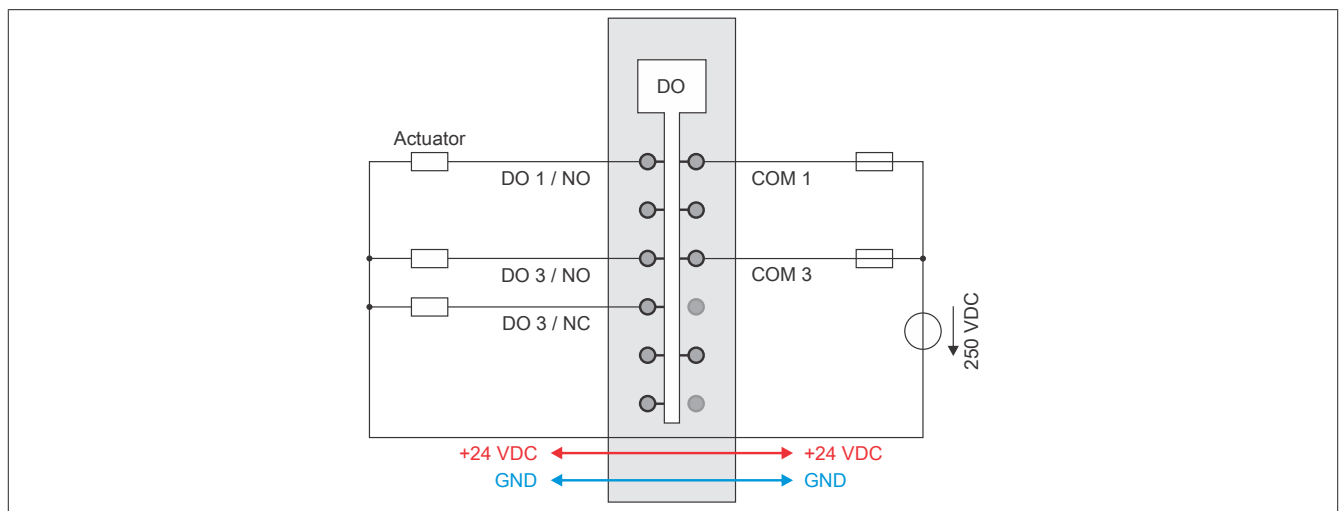 DO
Actuator
DO 1 / NO
COM 1
DO 3 / NO
COM 3
DO 3 / NC
250 VDC
+24 VDC
+24 VDC
GND
GND